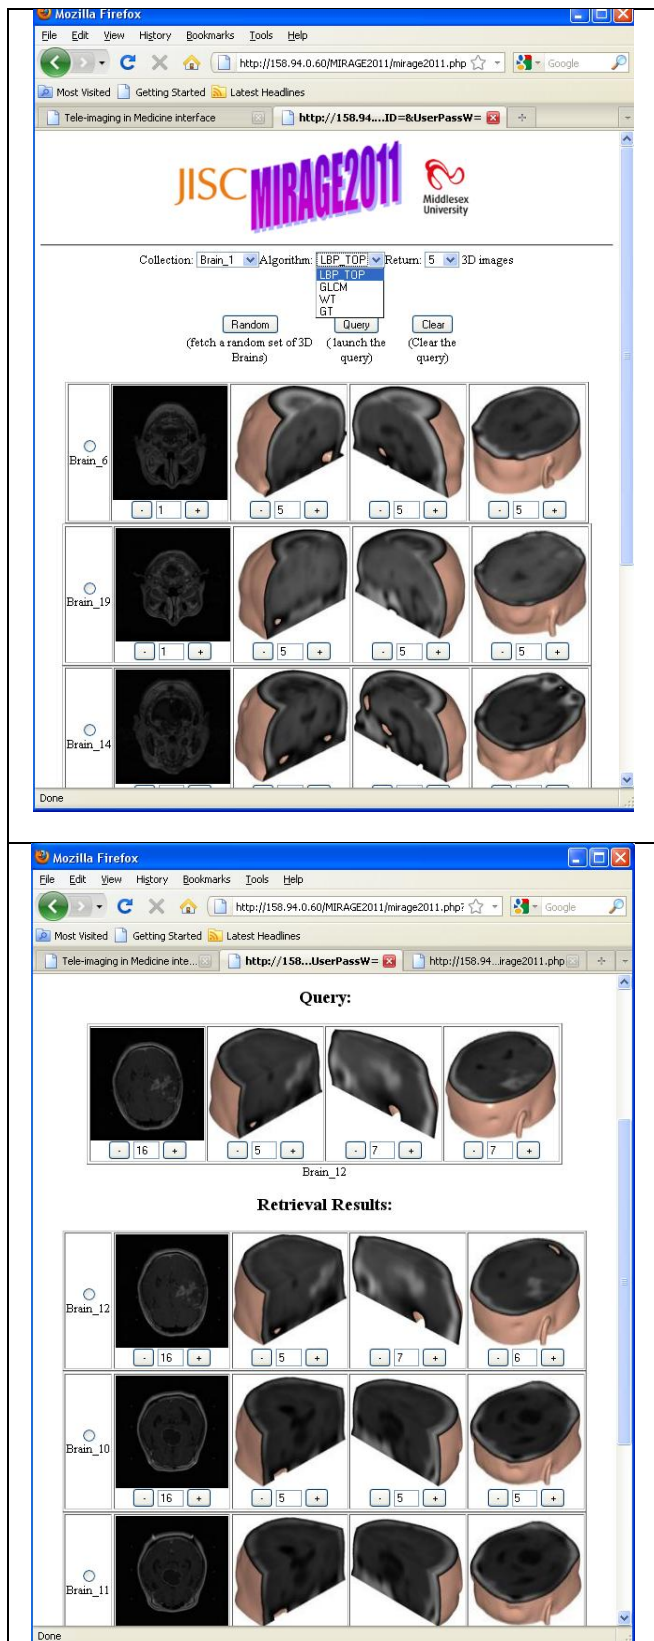 Mozilla Firefox
File Edit View History Bookmarks Tools Help
http://158.94.0.60/MIRAGE2011/mirage2011.php Google
Most Visited Getting Started Latest Headlines
Tele-imaging in Medicine interface http://158.94....ID=&UserPassW=
JISC MIRAGE2011 Middlesex University
Collection: Brain_1 Algorithm: LBP_TOP Return: 5 3D images
LBP_TOP
GLCM
WT
GT
Random Query Clear
(fetch a random set of 3D Brains) ( launch the query) (Clear the query)
Brain_6
- 1 + - 5 + - 5 + - 5 +
Brain_19
- 1 + - 5 + - 5 + - 5 +
Brain_14
Done
Mozilla Firefox
File Edit View History Bookmarks Tools Help
http://158.94.0.60/MIRAGE2011/mirage2011.php? Google
Most Visited Getting Started Latest Headlines
Tele-imaging in Medicine inte... http://158...UserPassW= http://158.94...irage2011.php
Query:
- 16 + - 5 + - 7 + - 7 +
Brain_12
Retrieval Results:
Brain_12
- 16 + - 5 + - 7 + - 6 +
Brain_10
- 16 + - 5 + - 5 + - 5 +
Brain_11
Done